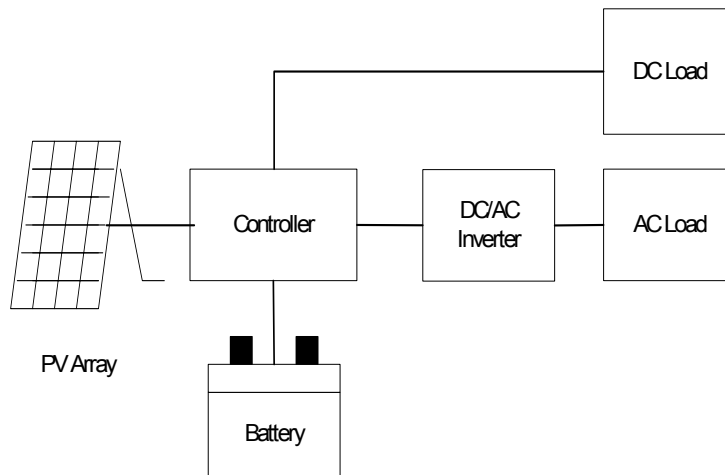 DC Load
Controller
DC/AC
Inverter
AC Load
PV Array
Battery